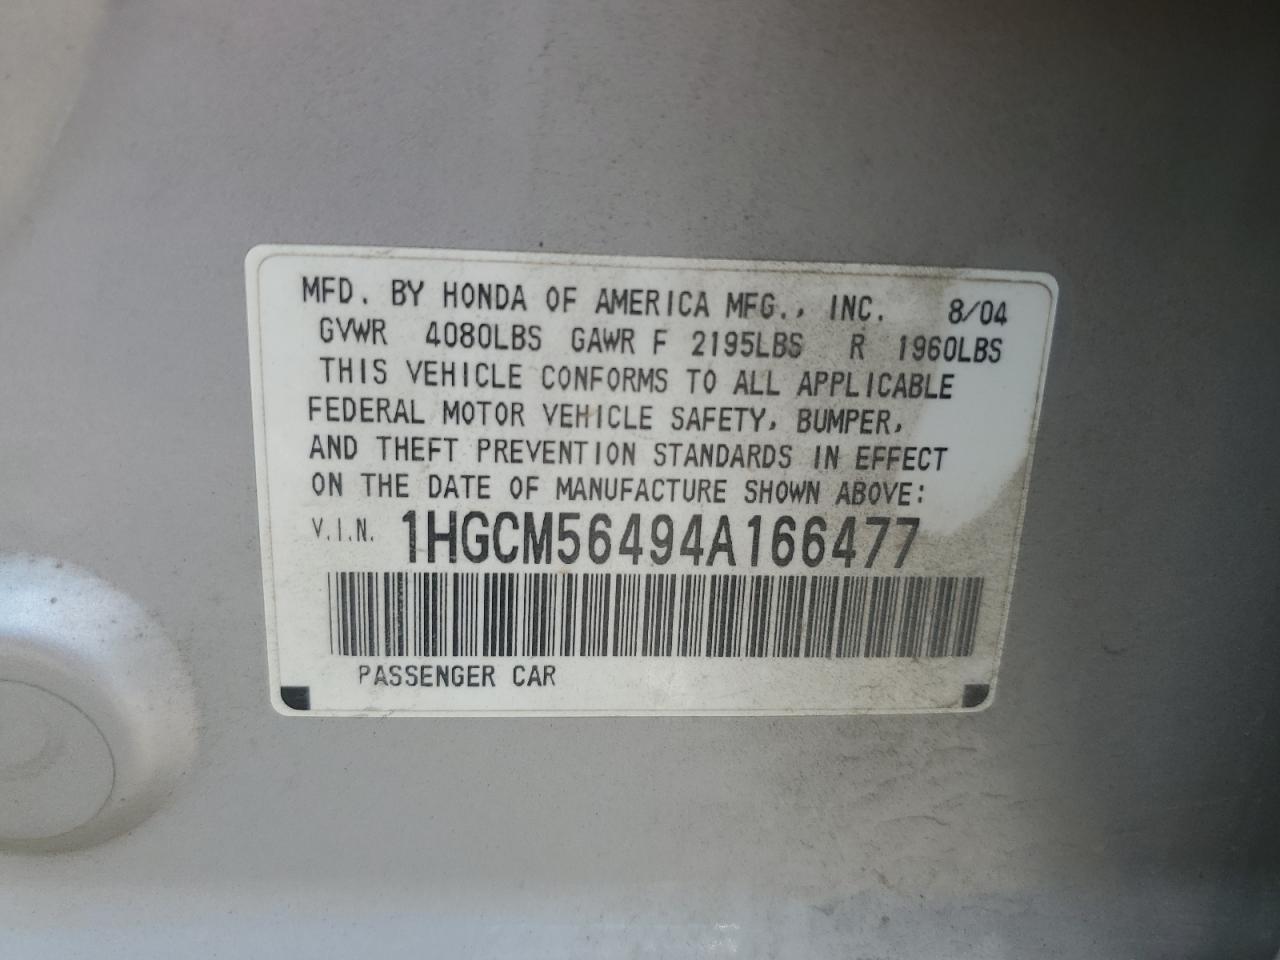 MFD. BY HONDA OF AMERICA MFG., INC. 8/04
GVWR 4080LBS GAWR F 2195LBS R 1960LBS
THIS VEHICLE CONFORMS TO ALL APPLICABLE
FEDERAL MOTOR VEHICLE SAFETY, BUMPER,
AND THEFT PREVENTION STANDARDS IN EFFECT
ON THE DATE OF MANUFACTURE SHOWN ABOVE:
V.I.N. 1HGCM56494A166477
PASSENGER CAR